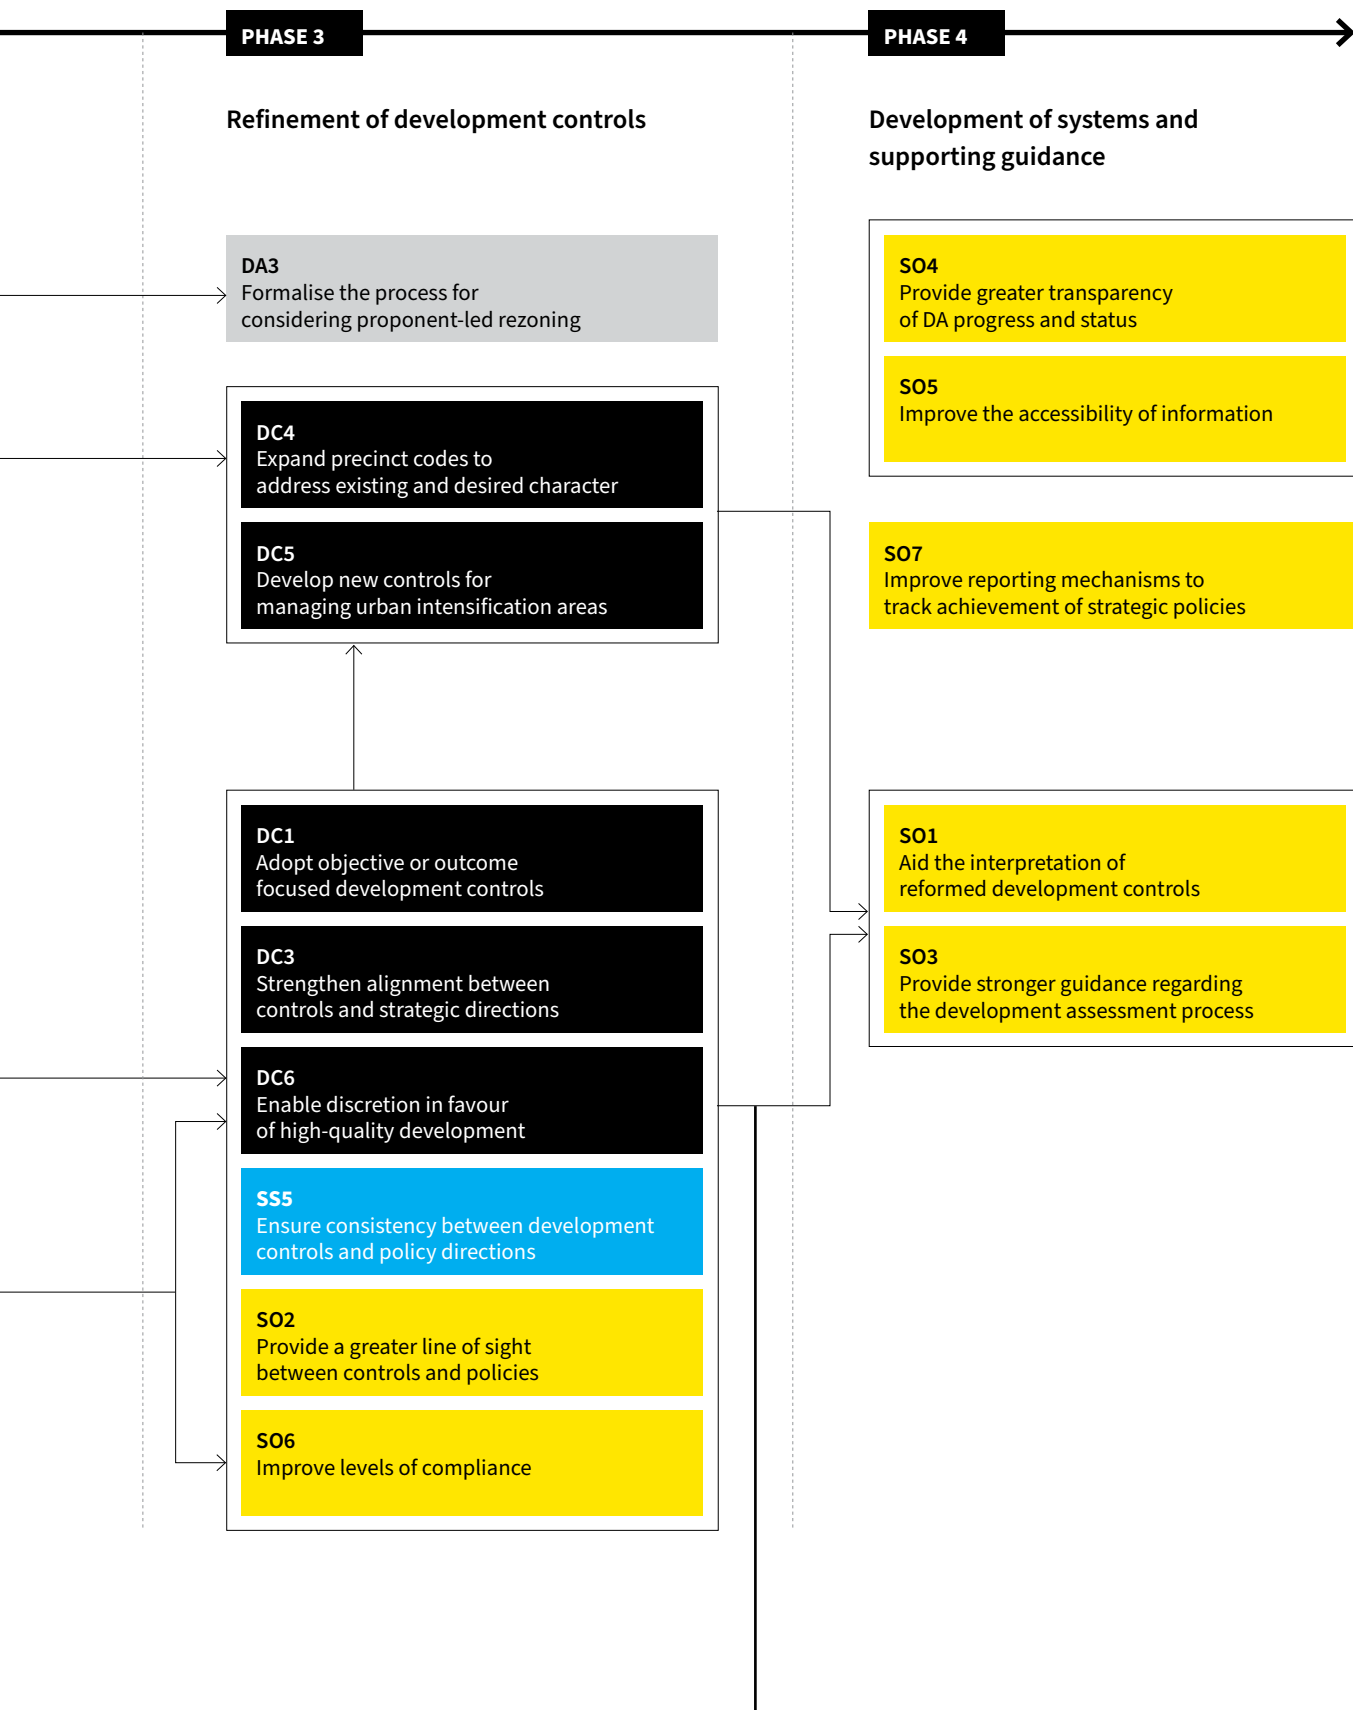 PHASE 3
Refinement of development controls
DA3
Formalise the process for
considering proponent-led rezoning
DC4
Expand precinct codes to
address existing and desired character
DC5
Develop new controls for
managing urban intensification areas
DC1
Adopt objective or outcome
focused development controls
DC3
Strengthen alignment between
controls and strategic directions
DC6
Enable discretion in favour
of high-quality development
SS5
Ensure consistency between development
controls and policy directions
SO2
Provide a greater line of sight
between controls and policies
SO6
Improve levels of compliance
PHASE 4
Development of systems and
supporting guidance
SO4
Provide greater transparency
of DA progress and status
SO5
Improve the accessibility of information
SO7
Improve reporting mechanisms to
track achievement of strategic policies
SO1
Aid the interpretation of
reformed development controls
SO3
Provide stronger guidance regarding
the development assessment process